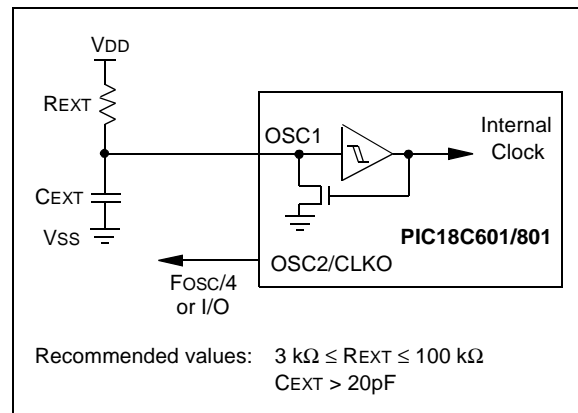 VDD
REXT
OSC1
Internal
Clock
CEXT
VSS
PIC18C601/801
OSC2/CLKO
FOSC/4
or I/O
Recommended values: 3 kΩ ≤ REXT ≤ 100 kΩ
CEXT > 20pF